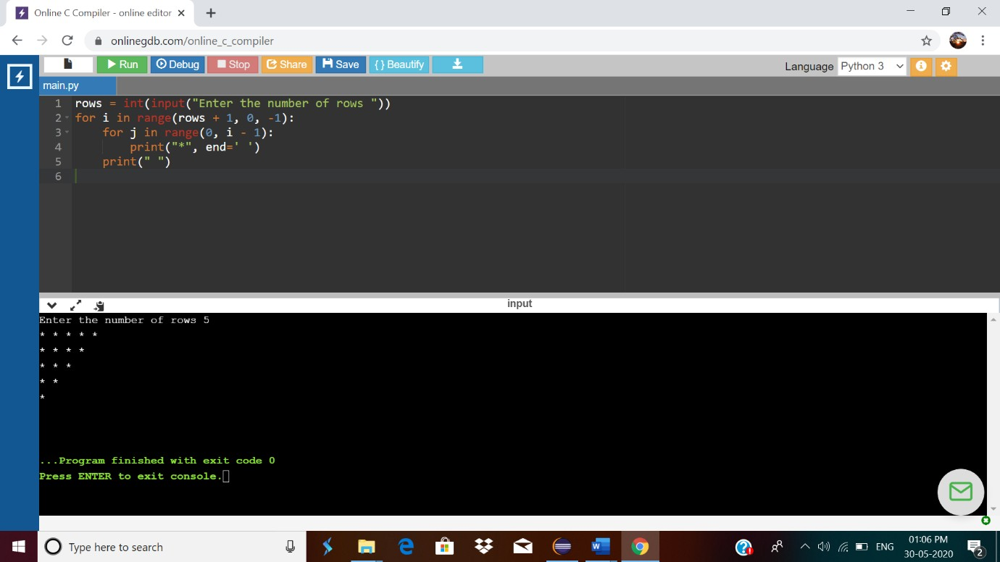 Online C Compiler - online editor
onlinegdb.com/online_c_compiler
Run Debug Stop Share Save {} Beautify
Language Python 3
main.py
1 rows = int(input("Enter the number of rows "))
2 for i in range(rows + 1, 0, -1):
3     for j in range(0, i - 1):
4         print("*", end=' ')
5     print(" ")
6
input
Enter the number of rows 5
* * * * *
* * * *
* * *
* *
*
...Program finished with exit code 0
Press ENTER to exit console.
Type here to search
ENG
01:06 PM
30-05-2020
2